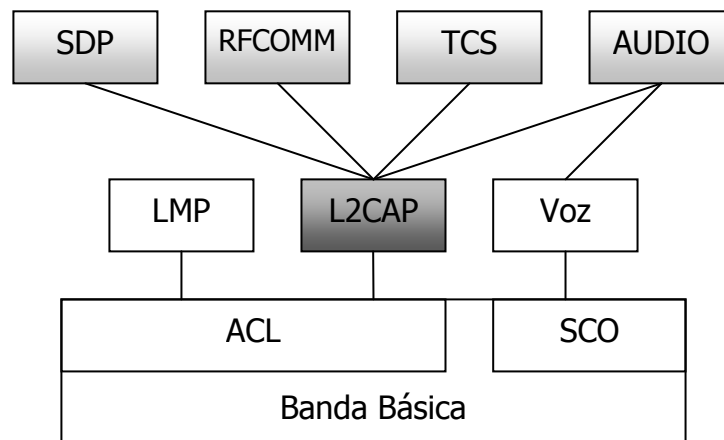 SDP
RFCOMM
TCS
AUDIO
LMP
L2CAP
Voz
ACL
SCO
Banda Básica